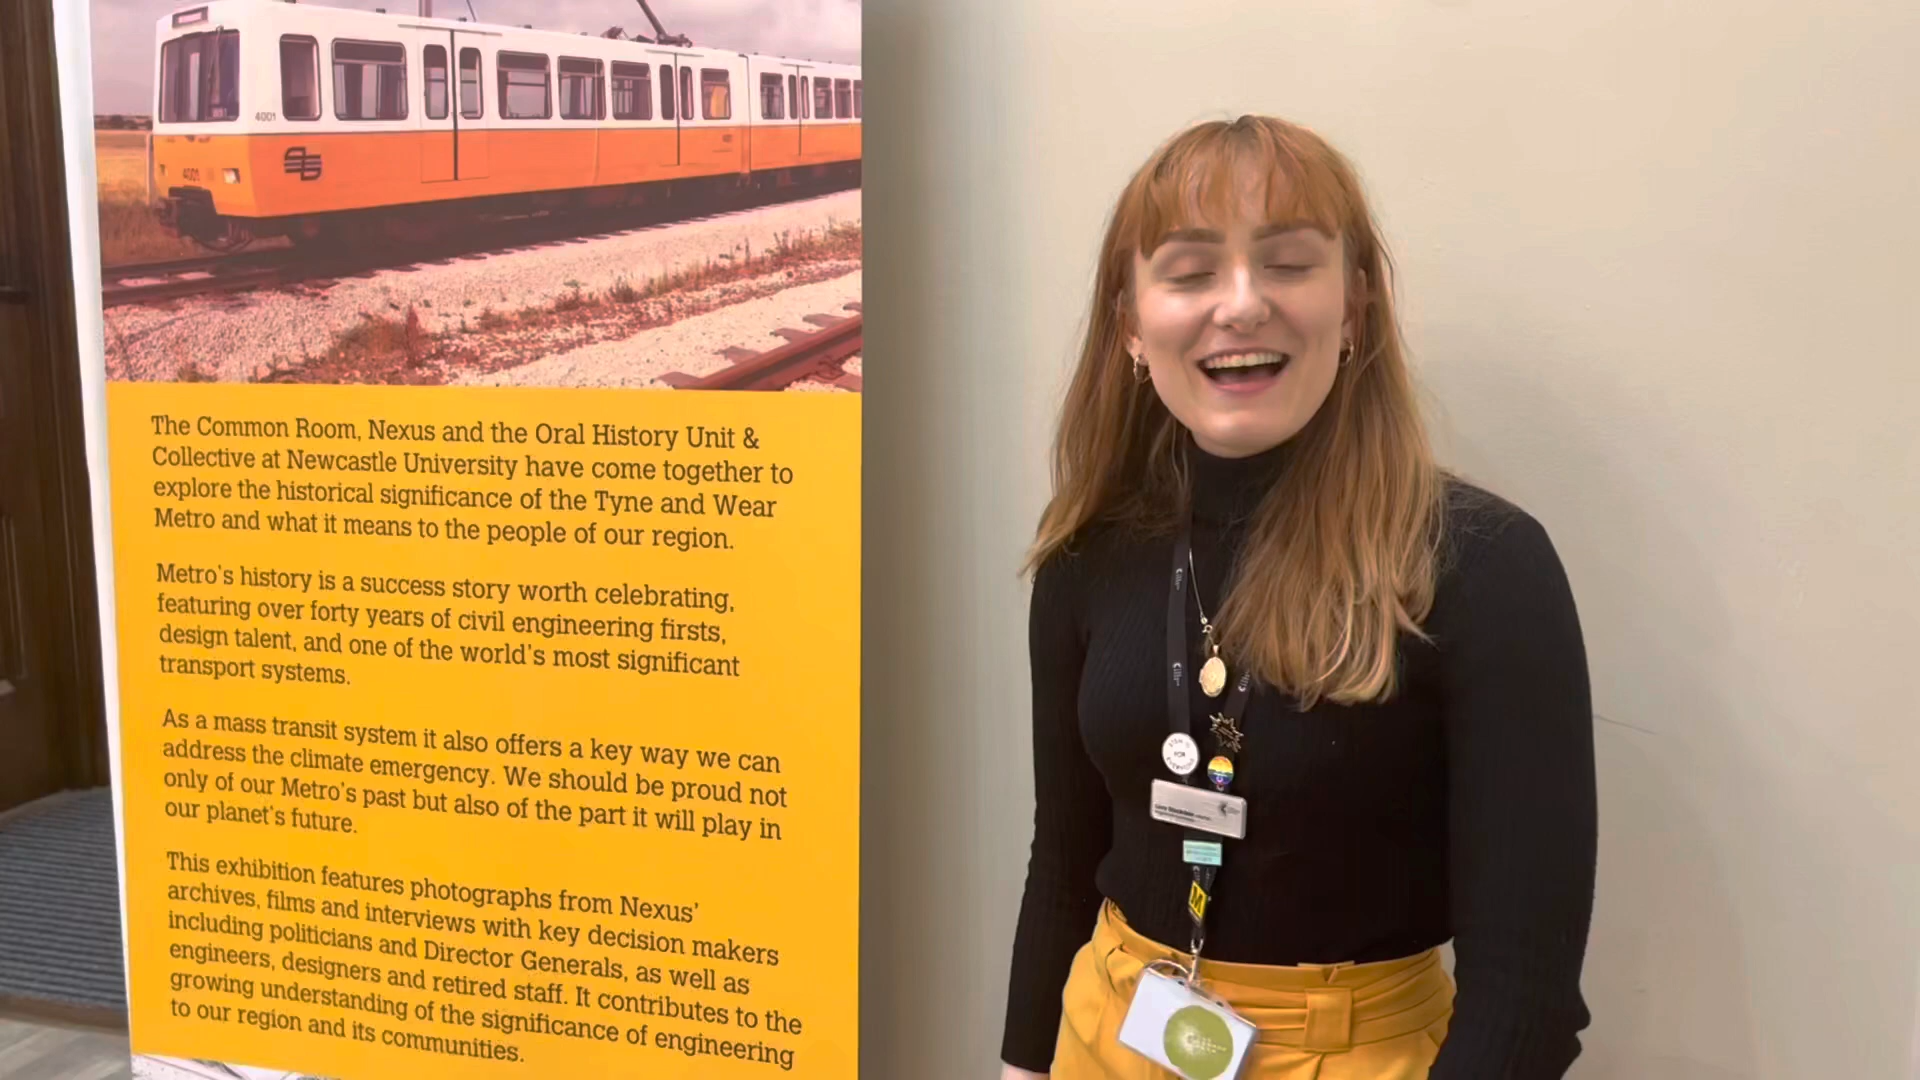 4001
4001
The Common Room, Nexus and the Oral History Unit &
Collective at Newcastle University have come together to
explore the historical significance of the Tyne and Wear
Metro and what it means to the people of our region.
Metro's history is a success story worth celebrating,
featuring over forty years of civil engineering firsts,
design talent, and one of the world's most significant
transport systems.
As a mass transit system it also offers a key way we can
address the climate emergency. We should be proud not
only of our Metro's past but also of the part it will play in
our planet's future.
This exhibition features photographs from Nexus'
archives, films and interviews with key decision makers
including politicians and Director Generals, as well as
engineers, designers and retired staff. It contributes to the
growing understanding of the significance of engineering
to our region and its communities.
M